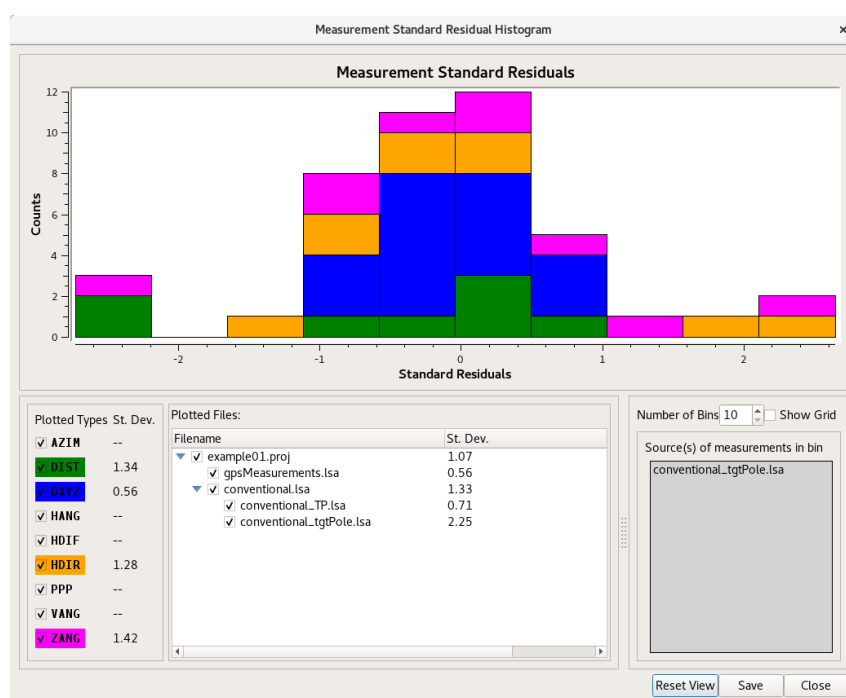 Measurement Standard Residual Histogram
×
Measurement Standard Residuals
12
10
8
6
4
2
0
Counts
-2 -1 0 1 2
Standard Residuals
Plotted Types St. Dev.
AZIM --
DIST 1.34
DXYZ 0.56
HANG --
HDIF --
HDIR 1.28
PPP --
VANG --
ZANG 1.42
Plotted Files:
Filename St. Dev.
example01.proj 1.07
gpsMeasurements.lsa 0.56
conventional.lsa 1.33
conventional_TP.lsa 0.71
conventional_tgtPole.lsa 2.25
Number of Bins 10 Show Grid
Source(s) of measurements in bin
conventional_tgtPole.lsa
Reset View Save Close